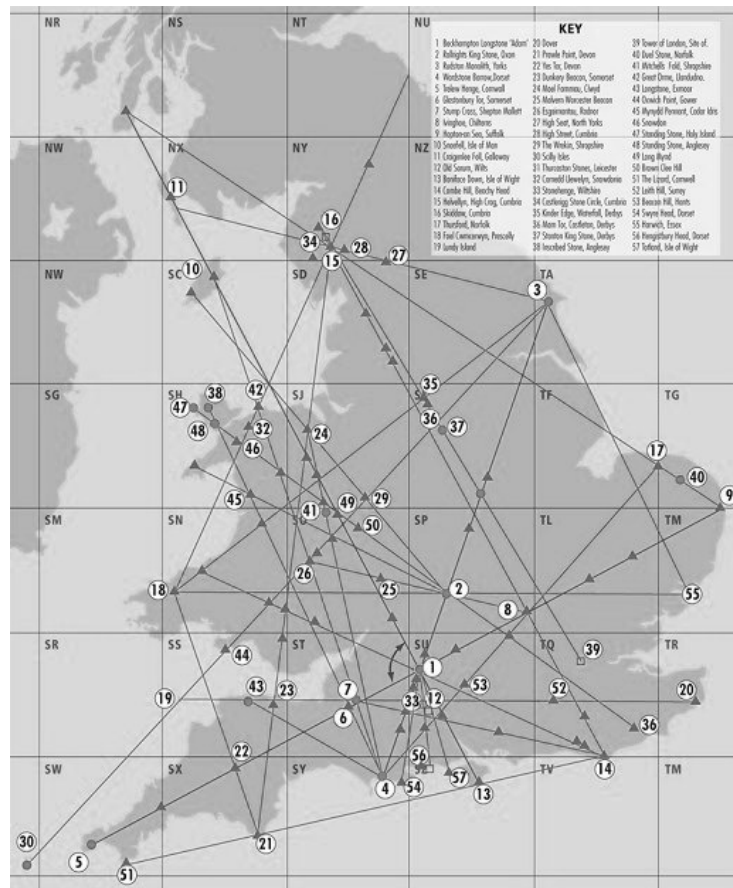 NR NS NT NU
KEY
1 Beckhampton Longstone 'Adam'
2 Rollrights King Stone, Oxon
3 Rudston Monolith, Yorks
4 Wordstone Barrow,Dorset
5 Tralew Henge, Cornwall
6 Glastonbury Tor, Somerset
7 Stump Cross, Shepton Mallett
8 Ivinghoe, Chilterns
9 Hopton-on Sea, Suffolk
10 Snaefell, Isle of Man
11 Craigenlee Fall, Galloway
12 Old Sarum, Wilts
13 Boniface Down, Isle of Wight
14 Combe Hill, Beachy Head
15 Helvellyn, High Crag, Cumbria
16 Skiddaw, Cumbria
17 Thursford, Norfolk
18 Foel Cwmcerwyn, Prescelly
19 Lundy Island
20 Dover
21 Prawle Point, Devon
22 Yes Tor, Devon
23 Dunkery Beacon, Somerset
24 Moel Fammau, Clwyd
25 Malvern Worcester Beacon
26 Esgairnantau, Radnor
27 High Seat, North Yorks
28 High Street, Cumbria
29 The Wrekin, Shropshire
30 Scilly Isles
31 Thurcaston Stones, Leicester
32 Carnedd Llewelyn, Snowdonia
33 Stonehenge, Wiltshire
34 Castlerigg Stone Circle, Cumbria
35 Kinder Edge, Waterfall, Derbys
36 Mam Tor, Castleton, Derbys
37 Stanton King Stone, Derbys
38 Inscribed Stone, Anglesey
39 Tower of London, Site of.
40 Duel Stone, Norfolk
41 Mitchells Fold, Shropshire
42 Great Orme, Llandudno.
43 Longstone, Exmoor
44 Oxwich Point, Gower
45 Mynydd Pennant, Cadar Idris
46 Snowdon
47 Standing Stone, Holy Island
48 Standing Stone, Anglesey
49 Long Mynd
50 Brown Clee Hill
51 The Lizard, Cornwall
52 Leith Hill, Surrey
53 Beacon Hill, Hants
54 Swyre Head, Dorset
55 Harwich, Essex
56 Hengistbury Head, Dorset
57 Totland, Isle of Wight
NW NX NY NZ
11
16
34 28
27
15
NW SC SD SE TA
10
3
35
SG SH SJ TF TG
47 38 42
36 37
48 32 24
46
17
40
45 41 49 29 9
SM SN SP TL TM
50
26
25 2
18 8 55
SR SS ST SU TQ TR
44
39
1
19 43 23 7 33 12 53 52 20
6
36
22
SW SX SY 56 TV TM
4 54 57 13 14
21
30 5
51